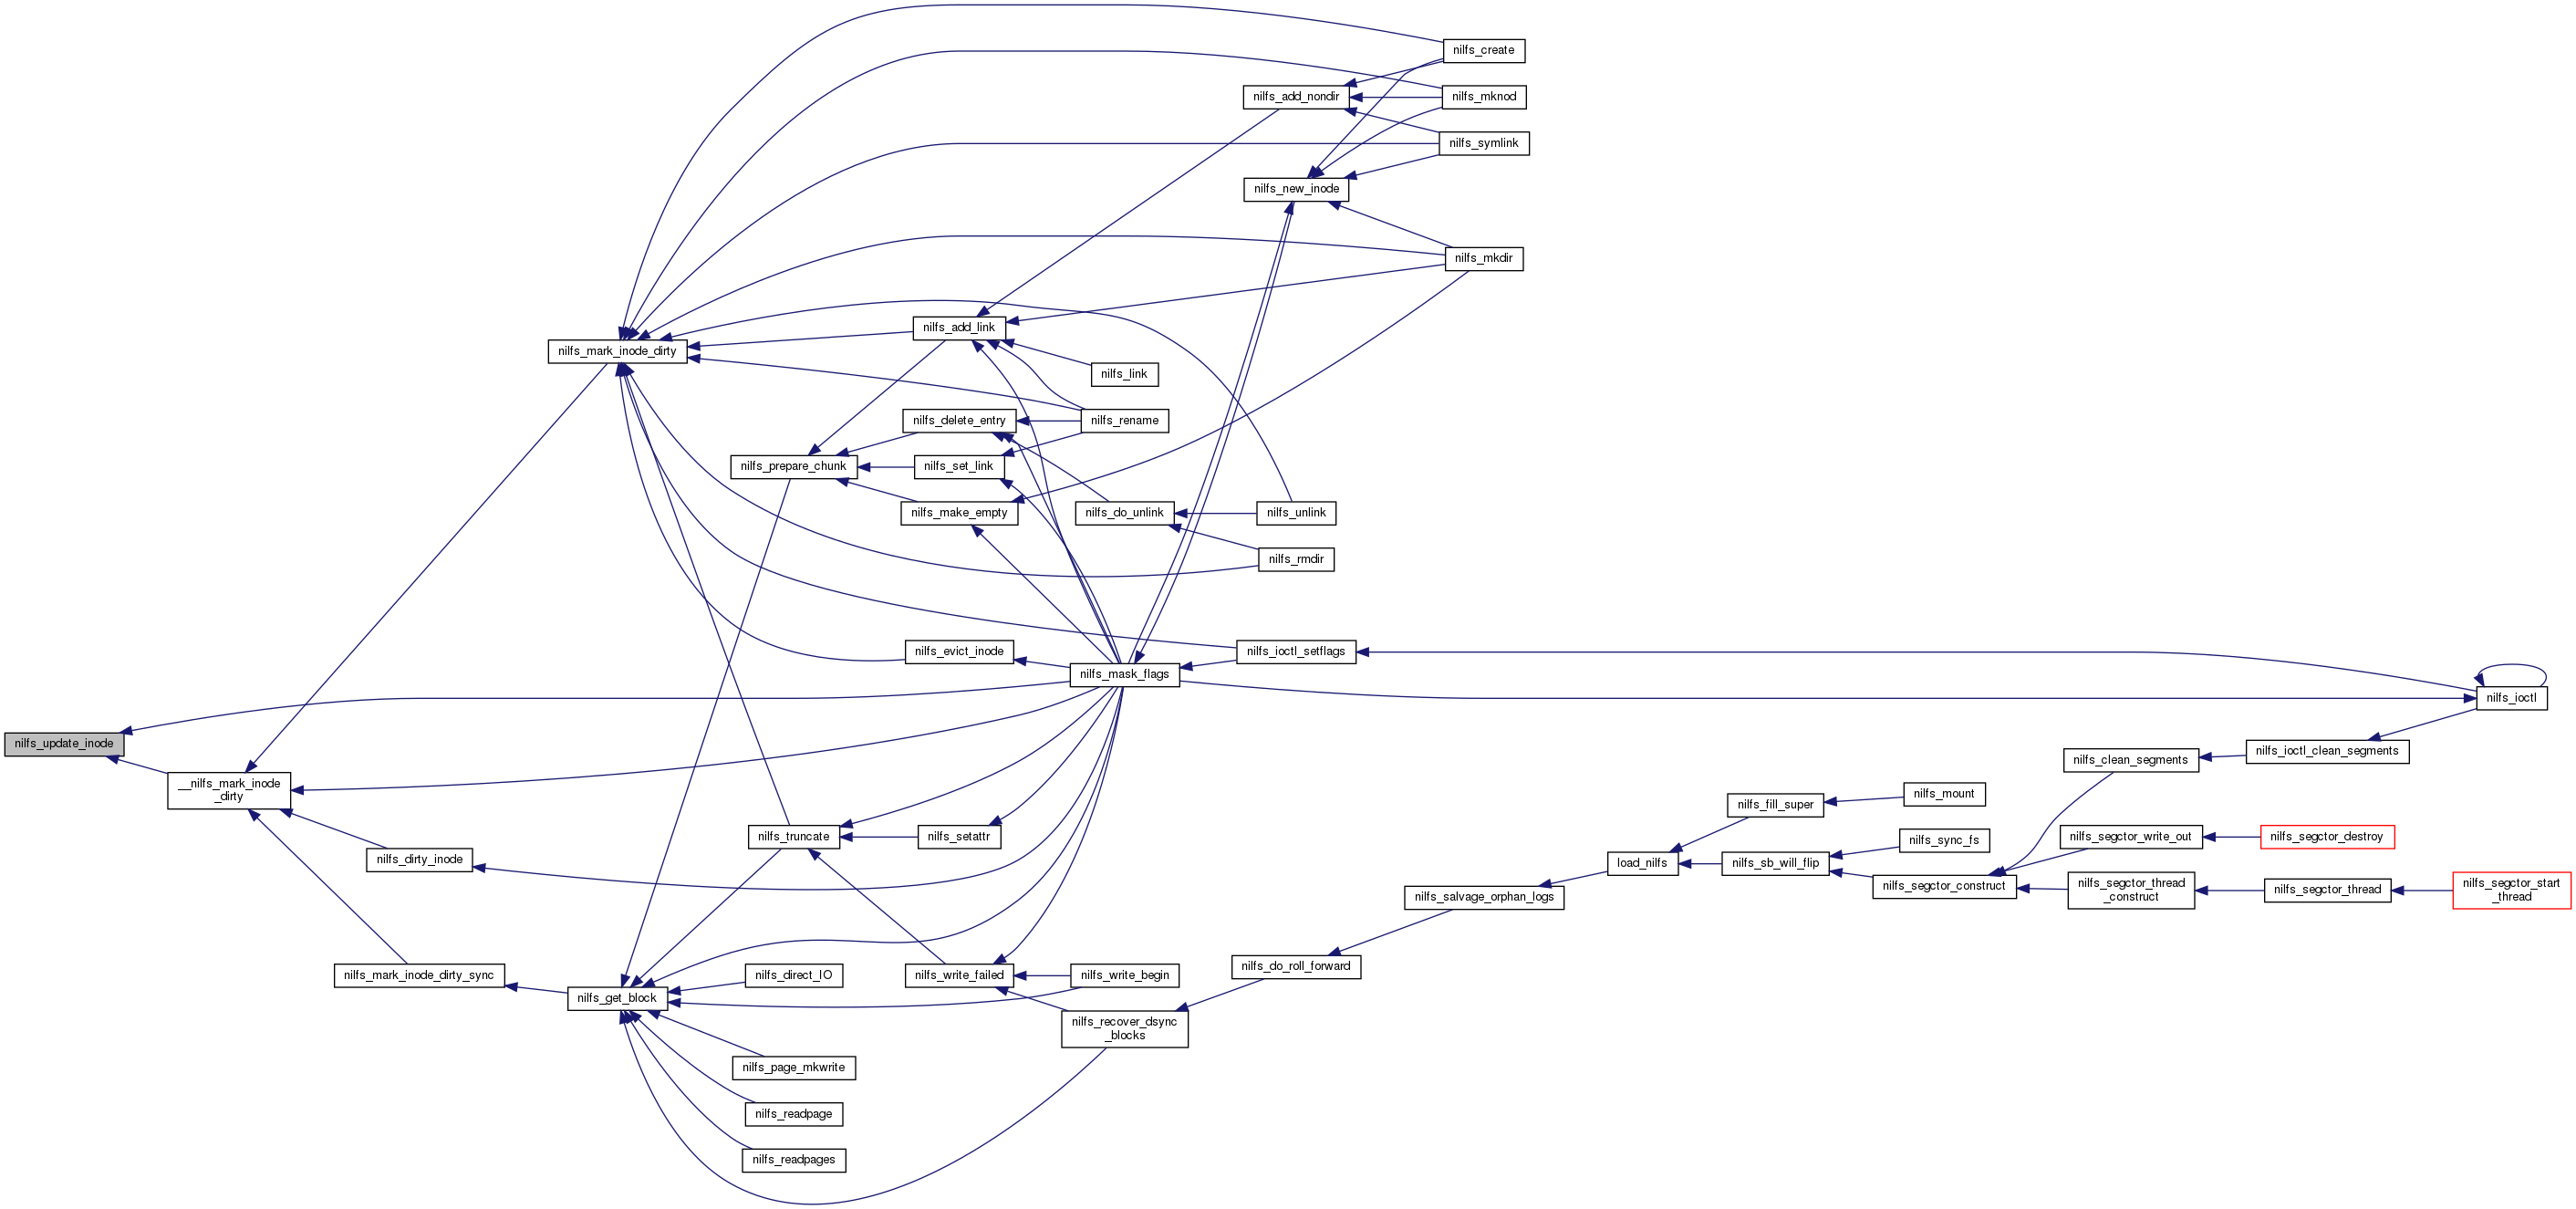 nilfs_create
nilfs_add_nondir
nilfs_mknod
nilfs_symlink
nilfs_new_inode
nilfs_mkdir
nilfs_add_link
nilfs_mark_inode_dirty
nilfs_link
nilfs_delete_entry
nilfs_rename
nilfs_prepare_chunk
nilfs_set_link
nilfs_make_empty
nilfs_do_unlink
nilfs_unlink
nilfs_rmdir
nilfs_evict_inode
nilfs_ioctl_setflags
nilfs_mask_flags
nilfs_ioctl
nilfs_update_inode
nilfs_ioctl_clean_segments
nilfs_clean_segments
__nilfs_mark_inode
_dirty
nilfs_mount
nilfs_fill_super
nilfs_truncate
nilfs_setattr
nilfs_segctor_write_out
nilfs_segctor_destroy
nilfs_sync_fs
nilfs_dirty_inode
load_nilfs
nilfs_sb_will_flip
nilfs_segctor_construct
nilfs_segctor_thread
_construct
nilfs_segctor_thread
nilfs_segctor_start
_thread
nilfs_salvage_orphan_logs
nilfs_do_roll_forward
nilfs_mark_inode_dirty_sync
nilfs_direct_IO
nilfs_write_failed
nilfs_write_begin
nilfs_get_block
nilfs_recover_dsync
_blocks
nilfs_page_mkwrite
nilfs_readpage
nilfs_readpages